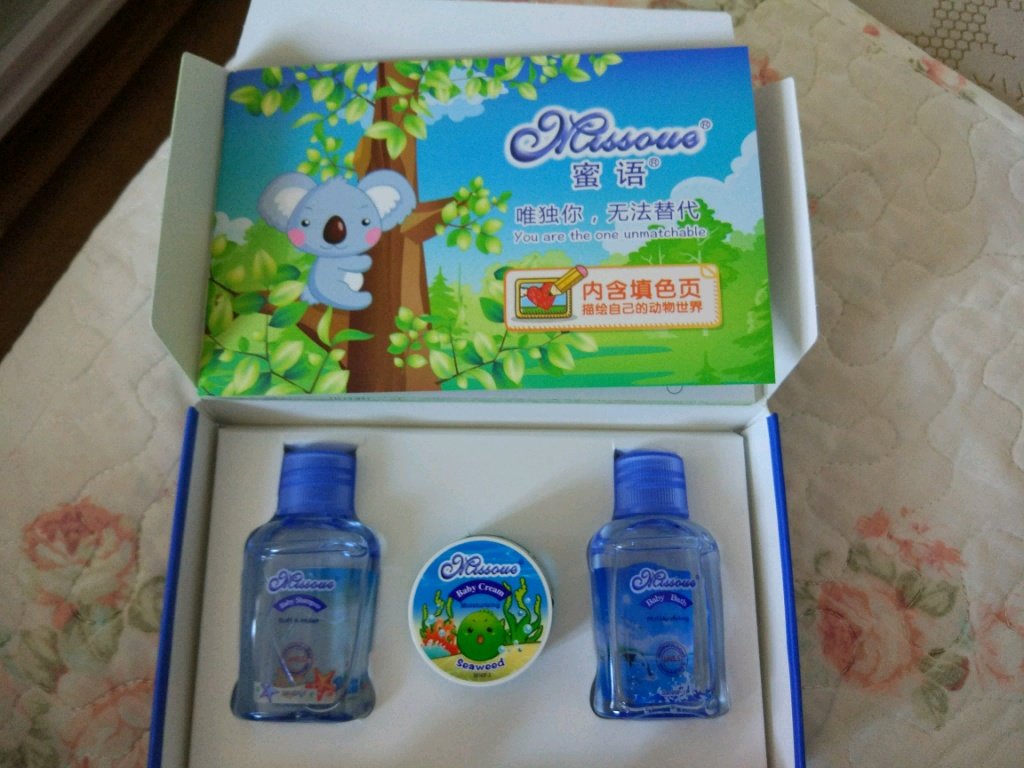 Missoue®
蜜语®
唯独你，无法替代
You are the one unmatchable
内含填色页
描绘自己的动物世界
Missoue
Baby Shampoo
Missoue
Baby Cream
Moisturizing
Seaweed
Missoue
Baby Bath
Moisturizing